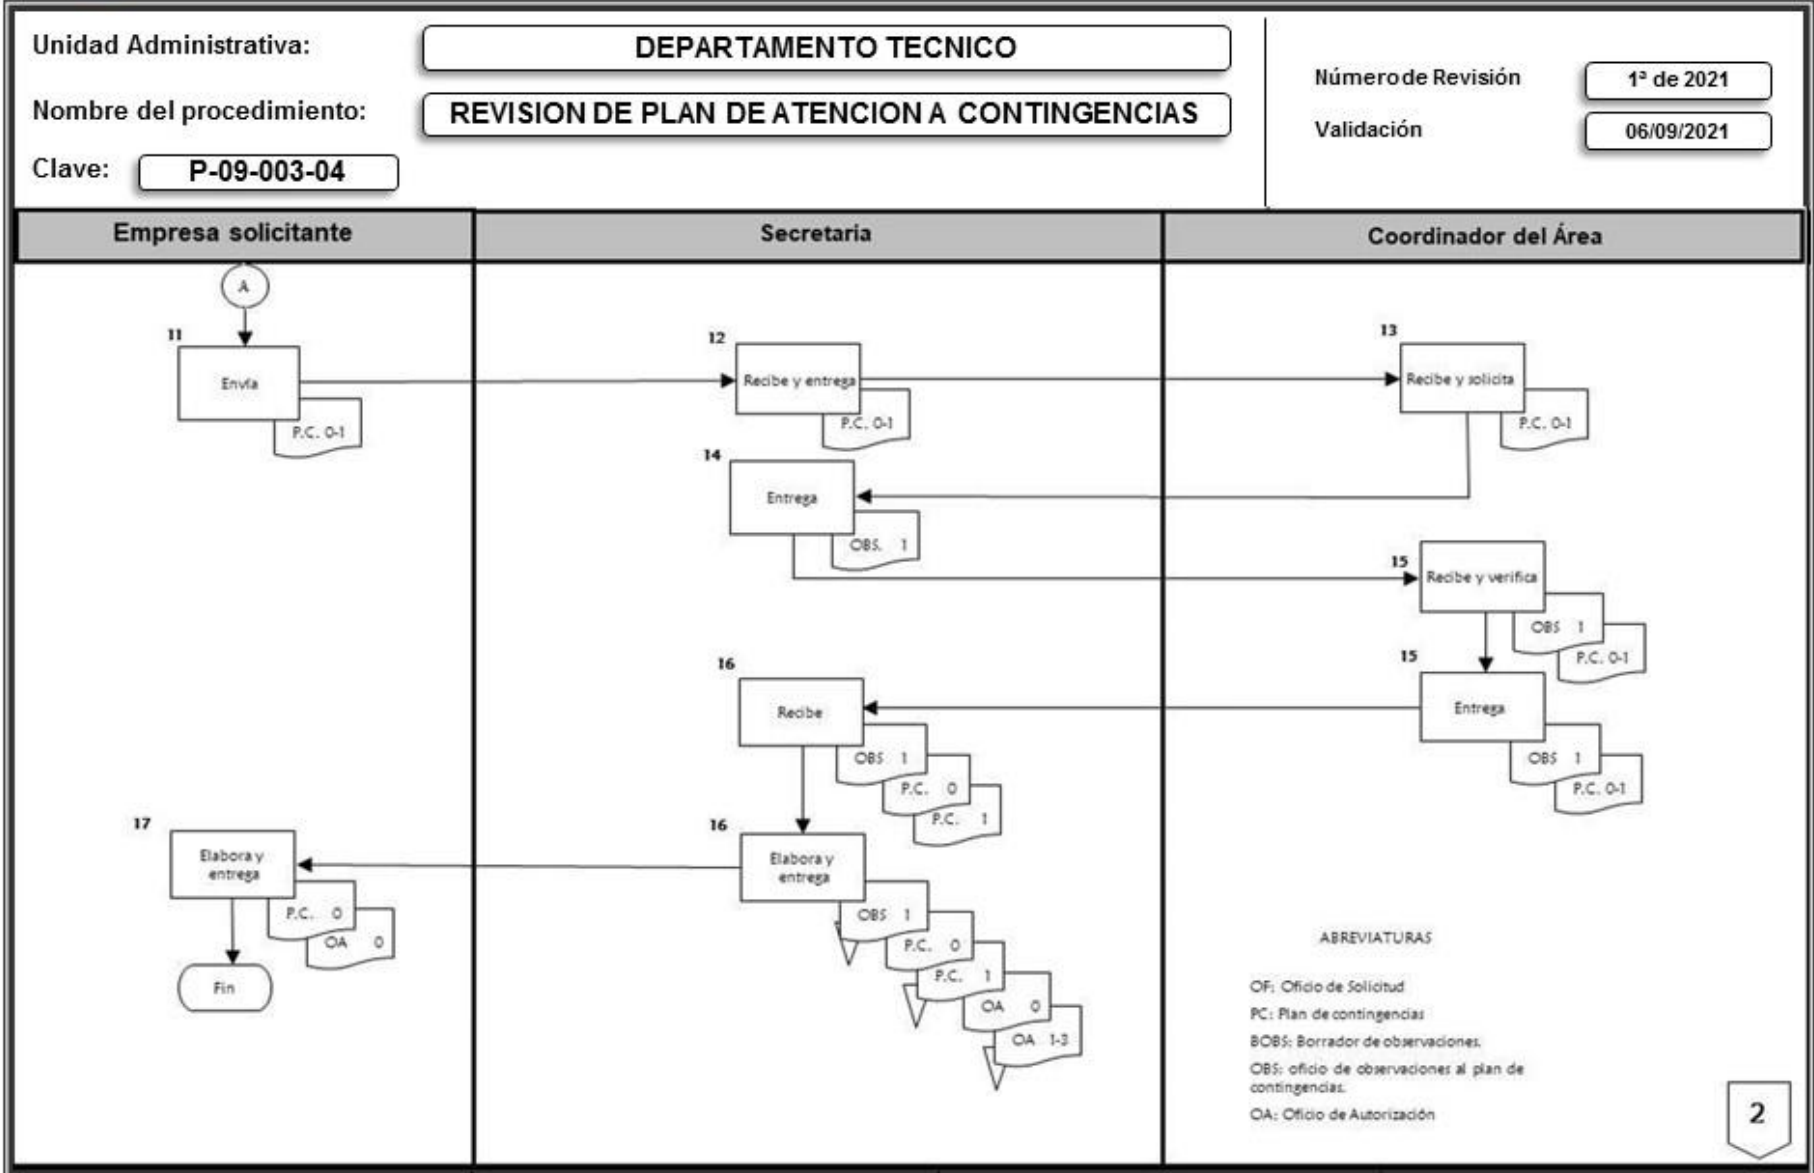 Unidad Administrativa:
DEPARTAMENTO TECNICO
Nombre del procedimiento:
REVISION DE PLAN DE ATENCION A CONTINGENCIAS
Clave:
P-09-003-04
Número de Revisión
1ª de 2021
Validación
06/09/2021
Empresa solicitante
Secretaria
Coordinador del Área
A
11
Envía
P.C. 0-1
12
Recibe y entrega
P.C. 0-1
13
Recibe y solicita
P.C. 0-1
14
Entrega
OBS. 1
15
Recibe y verifica
OBS 1
P.C. 0-1
15
Entrega
OBS 1
P.C. 0-1
16
Recibe
OBS 1
P.C. 0
P.C. 1
16
Elabora y
entrega
OBS 1
P.C. 0
P.C. 1
OA 0
OA 1-3
17
Elabora y
entrega
P.C. 0
OA 0
Fin
ABREVIATURAS
OF: Oficio de Solicitud
PC: Plan de contingencias
BOBS: Borrador de observaciones.
OBS: oficio de observaciones al plan de
contingencias.
OA: Oficio de Autorización
2